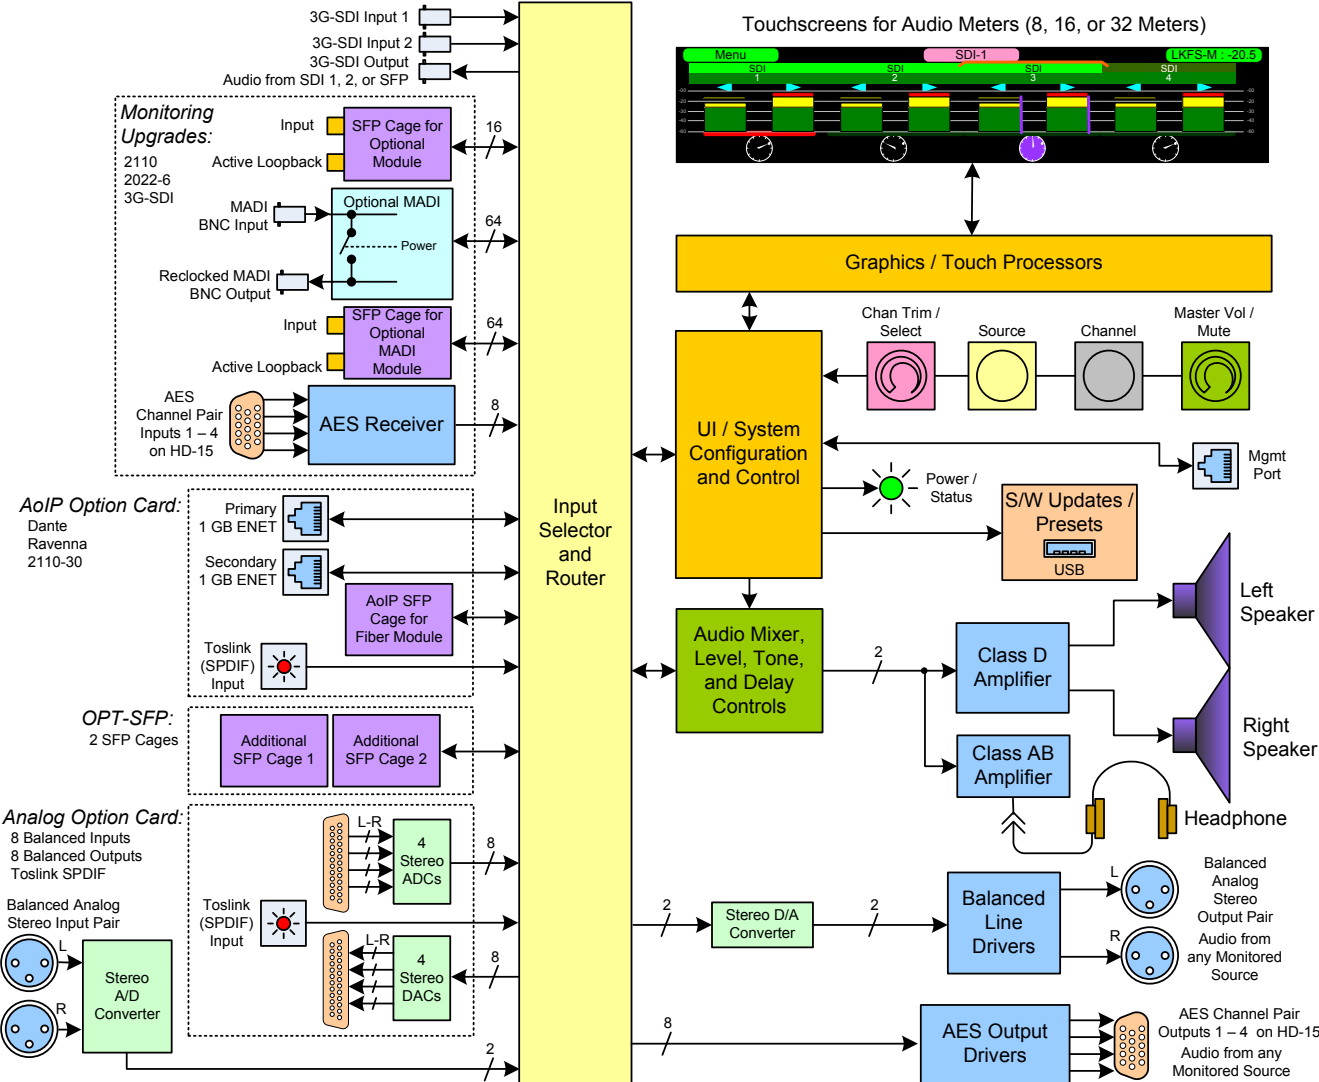 3G-SDI Input 1
3G-SDI Input 2
3G-SDI Output
Audio from SDI 1, 2, or SFP
Monitoring
Upgrades:
2110
2022-6
3G-SDI
Input
Active Loopback
SFP Cage for
Optional
Module
16
MADI
BNC Input
Optional MADI
Power
64
Reclocked MADI
BNC Output
Input
Active Loopback
SFP Cage for
Optional
MADI
Module
64
AES
Channel Pair
Inputs 1 – 4
on HD-15
AES Receiver
8
AoIP Option Card:
Dante
Ravenna
2110-30
Primary
1 GB ENET
Secondary
1 GB ENET
AoIP SFP
Cage for
Fiber Module
Toslink
(SPDIF)
Input
OPT-SFP:
2 SFP Cages
Additional
SFP Cage 1
Additional
SFP Cage 2
Analog Option Card:
8 Balanced Inputs
8 Balanced Outputs
Toslink SPDIF
L-R
4
Stereo
ADCs
8
Toslink
(SPDIF)
Input
L-R
4
Stereo
DACs
8
Balanced Analog
Stereo Input Pair
L
R
Stereo
A/D
Converter
2
Input
Selector
and
Router
Touchscreens for Audio Meters (8, 16, or 32 Meters)
Menu
SDI-1
LKFS-M : -20.5
SDI
1
SDI
2
SDI
3
SDI
4
Graphics / Touch Processors
Chan Trim /
Select
Source
Channel
Master Vol /
Mute
UI / System
Configuration
and Control
Mgmt
Port
Power /
Status
S/W Updates /
Presets
USB
Audio Mixer,
Level, Tone,
and Delay
Controls
2
Class D
Amplifier
Left
Speaker
Right
Speaker
Class AB
Amplifier
Headphone
2
Stereo D/A
Converter
2
Balanced
Line
Drivers
L
R
Balanced
Analog
Stereo
Output Pair
Audio from
any Monitored
Source
8
AES Output
Drivers
AES Channel Pair
Outputs 1 – 4 on HD-15
Audio from any
Monitored Source